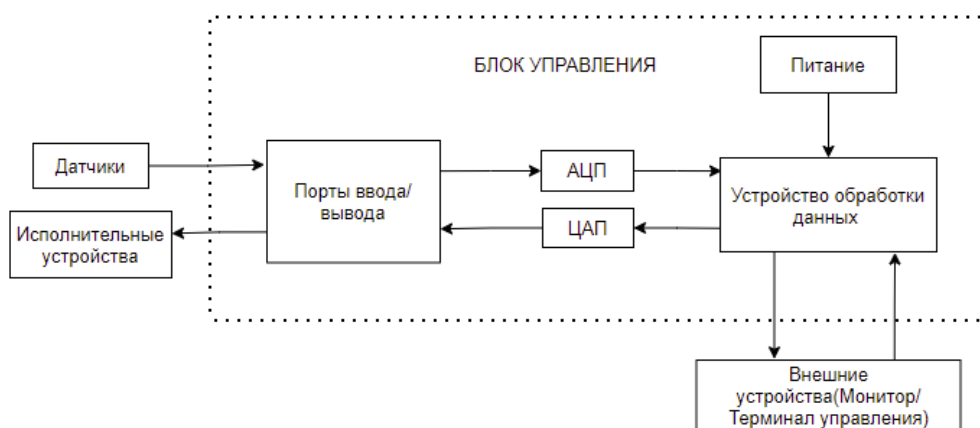 БЛОК УПРАВЛЕНИЯ
Питание
Датчики
Порты ввода/
вывода
АЦП
Устройство обработки
данных
ЦАП
Исполнительные
устройства
Внешние
устройства(Монитор/
Терминал управления)